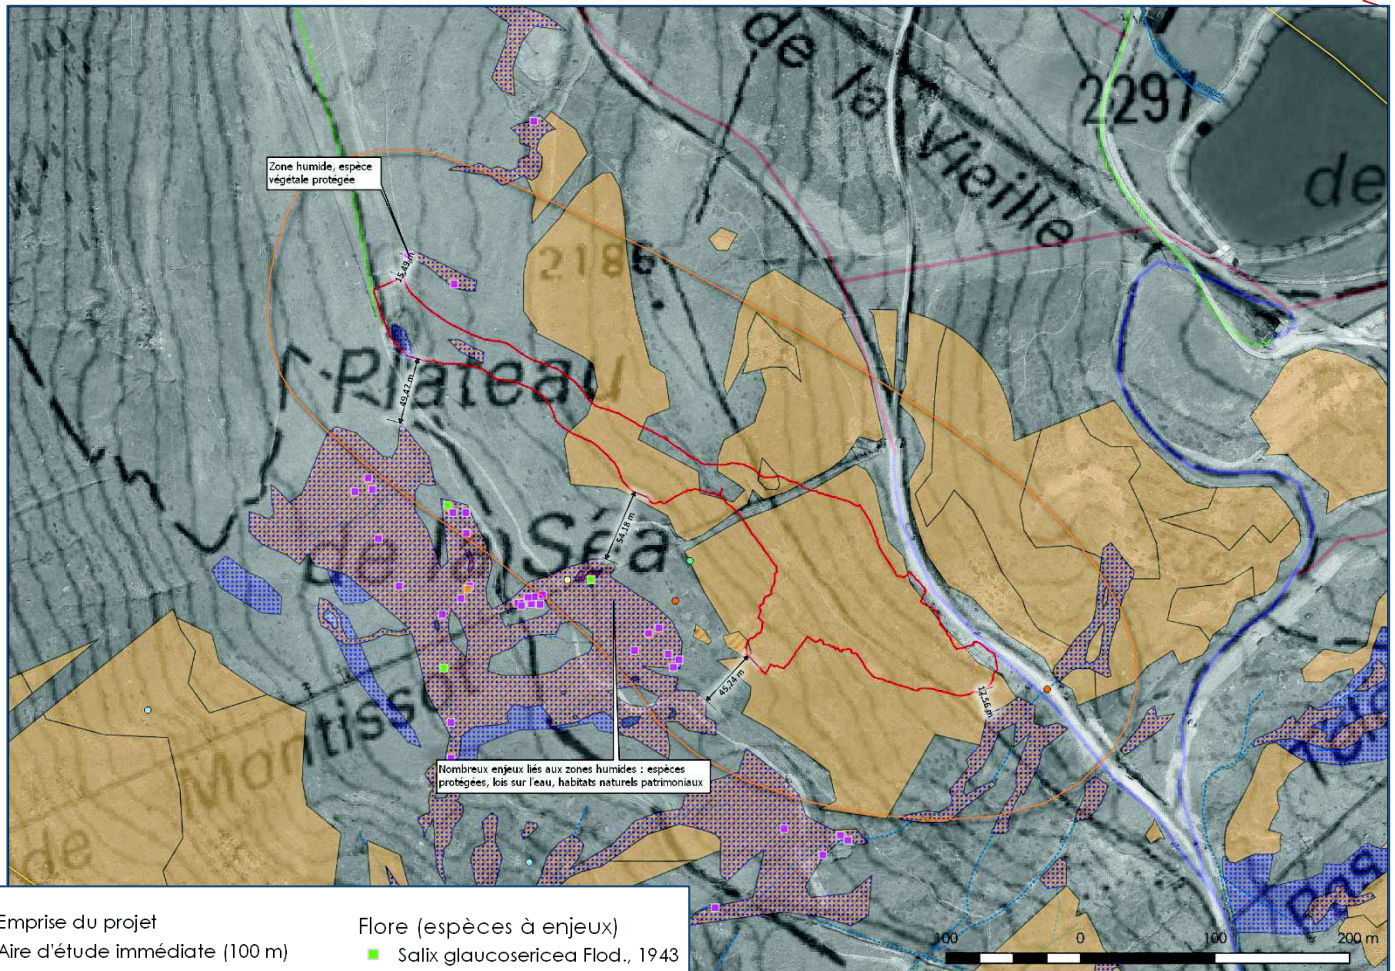 de la Vieille
2297
de
Zone humide, espèce
végétale protégée
15,49 m
2186
Plateau
49,47 m
de la Séa
54,18 m
45,24 m
12,56 m
Montisso
Nombreux enjeux liés aux zones humides : espèces
protégées, lois sur l'eau, habitats naturels patrimoniaux
de
Emprise du projet
Aire d'étude immédiate (100 m)
Flore (espèces à enjeux)
Salix glaucosericea Flod., 1943
100 0 100 200 m